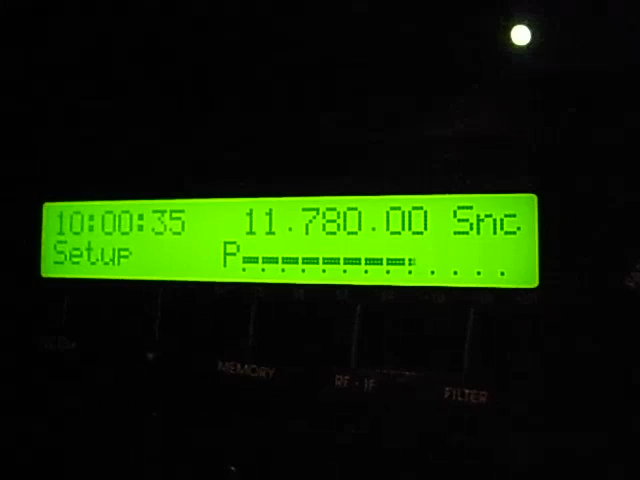 10:00:35 11.780.00 Snc
Setup P
MEMORY
RF - IF
FILTER